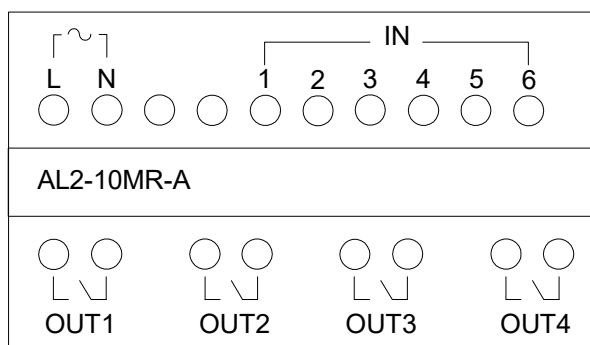 IN
L N 1 2 3 4 5 6
AL2-10MR-A
OUT1 OUT2 OUT3 OUT4